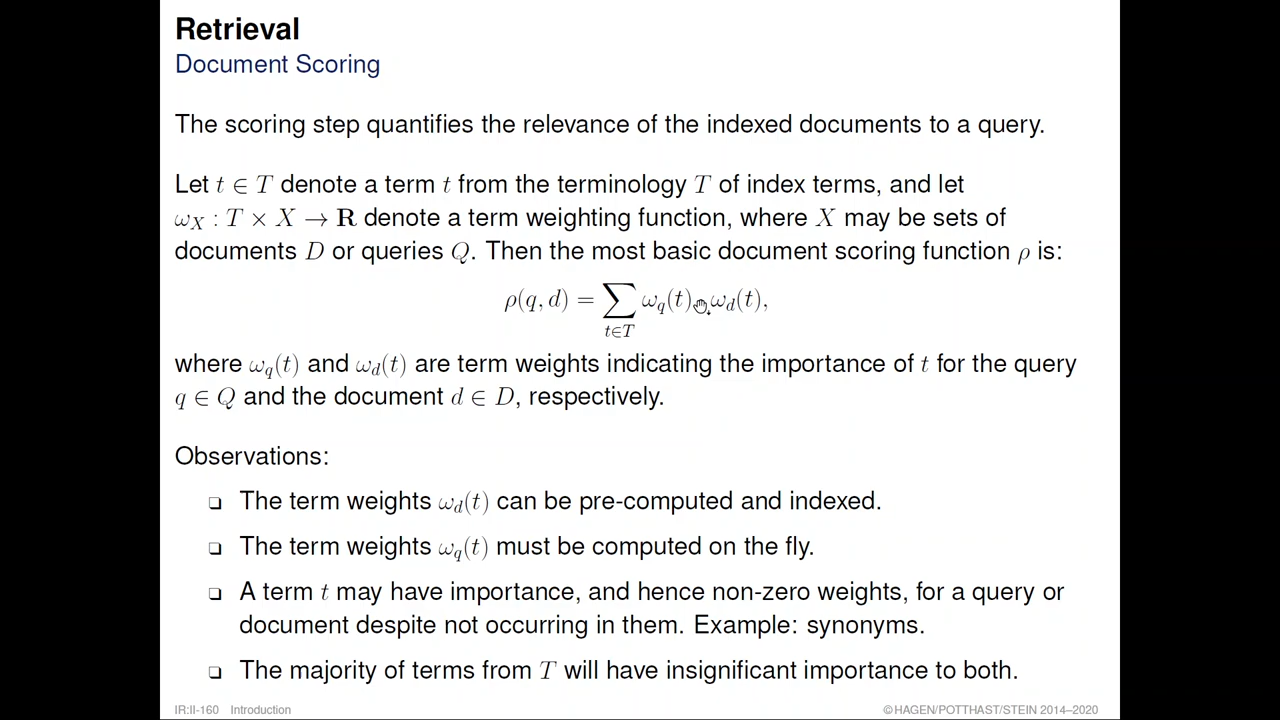 Retrieval
Document Scoring
The scoring step quantifies the relevance of the indexed documents to a query.
Let t ∈ T denote a term t from the terminology T of index terms, and let
ω_X : T × X → R denote a term weighting function, where X may be sets of
documents D or queries Q. Then the most basic document scoring function ρ is:
ρ(q, d) = ∑_{t∈T} ω_q(t) · ω_d(t),
where ω_q(t) and ω_d(t) are term weights indicating the importance of t for the query
q ∈ Q and the document d ∈ D, respectively.
Observations:
❏ The term weights ω_d(t) can be pre-computed and indexed.
❏ The term weights ω_q(t) must be computed on the fly.
❏ A term t may have importance, and hence non-zero weights, for a query or
document despite not occurring in them. Example: synonyms.
❏ The majority of terms from T will have insignificant importance to both.
IR:II-160 Introduction
©HAGEN/POTTHAST/STEIN 2014–2020